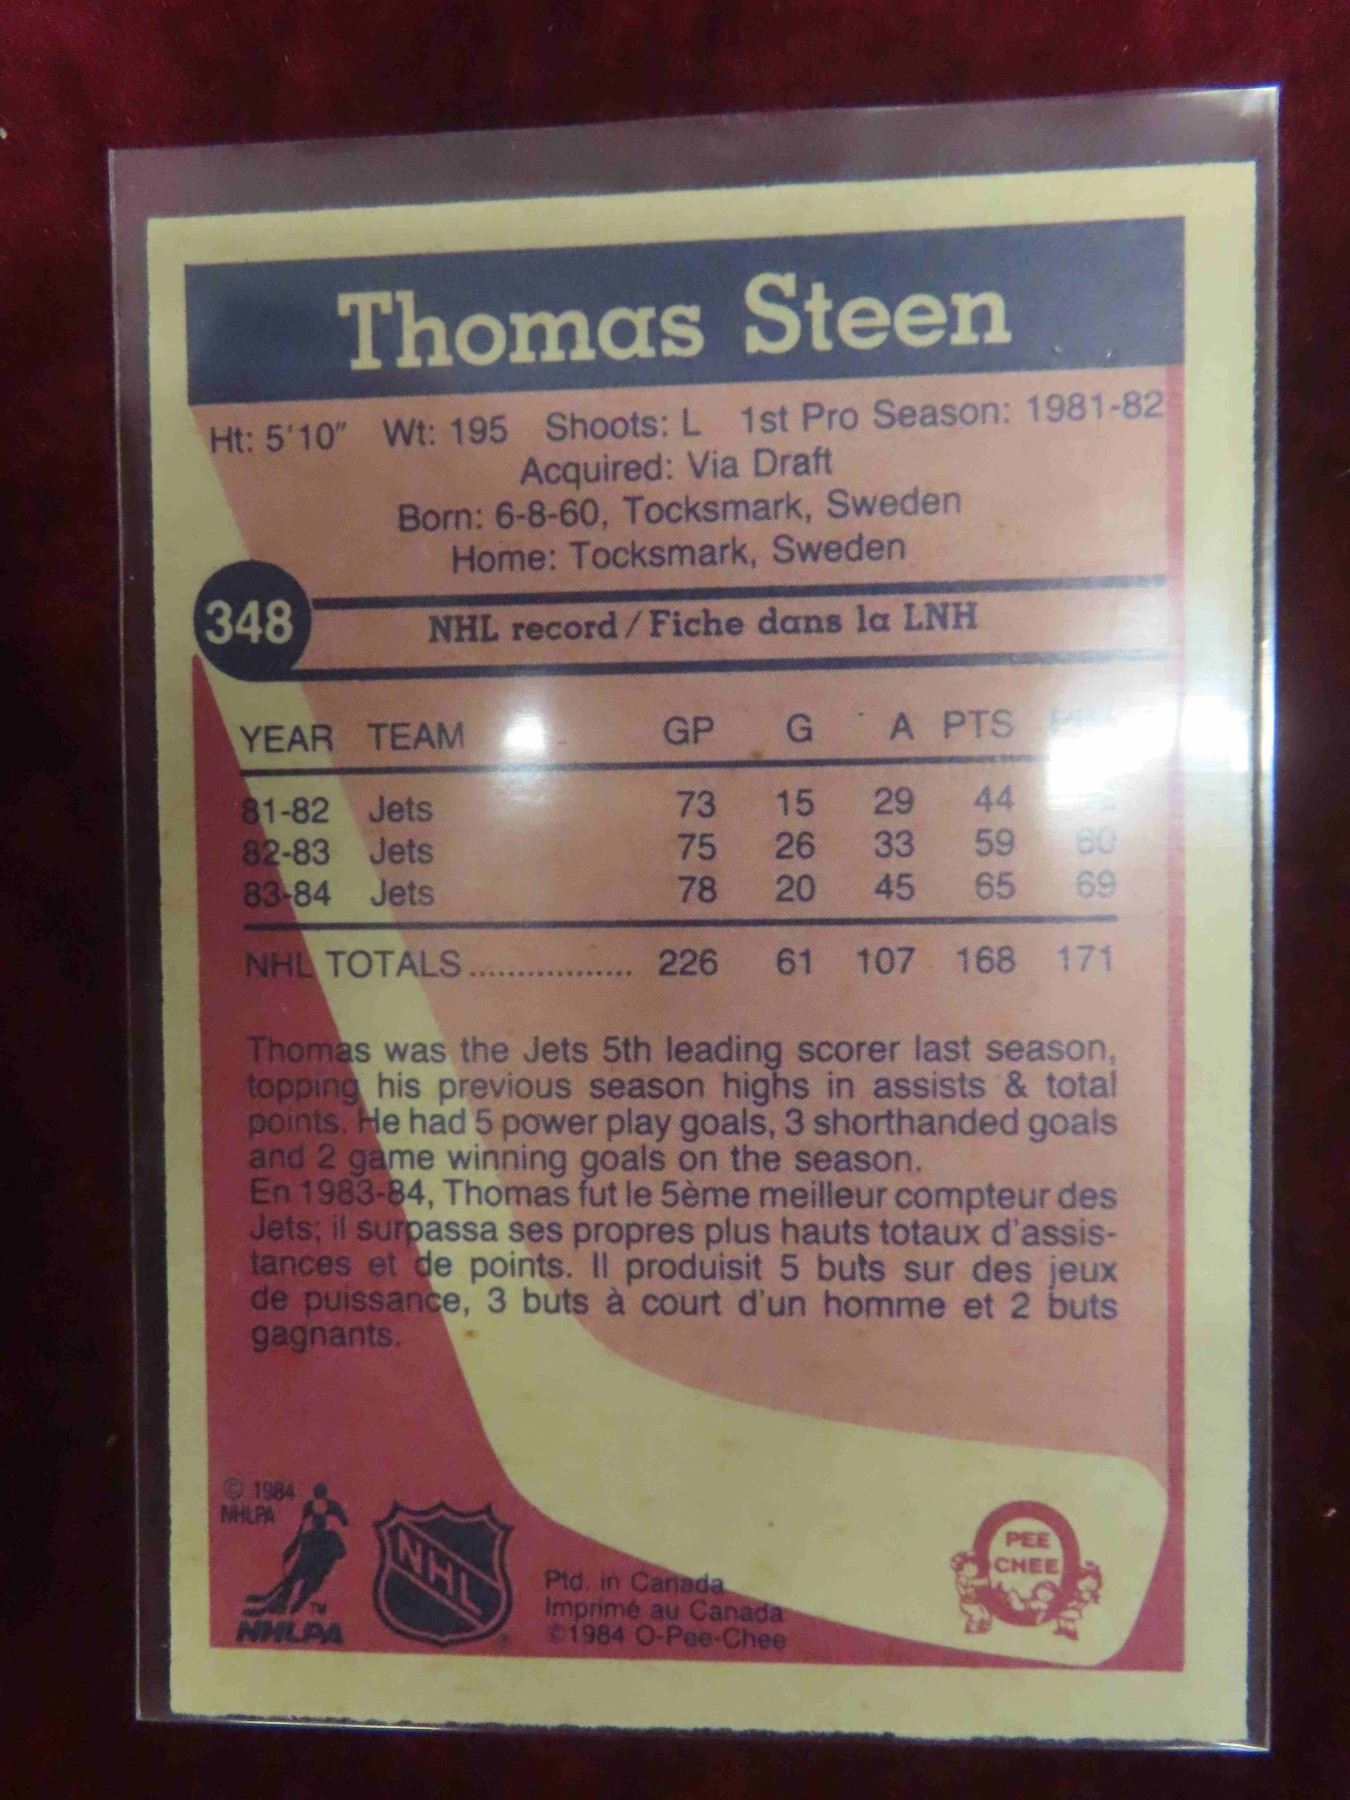 Thomas Steen
Ht: 5'10" Wt: 195 Shoots: L 1st Pro Season: 1981-82
Acquired: Via Draft
Born: 6-8-60, Tocksmark, Sweden
Home: Tocksmark, Sweden
348
NHL record / Fiche dans la LNH
YEAR TEAM GP G A PTS
81-82 Jets 73 15 29 44
82-83 Jets 75 26 33 59 60
83-84 Jets 78 20 45 65 69
NHL TOTALS................. 226 61 107 168 171
Thomas was the Jets 5th leading scorer last season,
topping his previous season highs in assists & total
points. He had 5 power play goals, 3 shorthanded goals
and 2 game winning goals on the season.
En 1983-84, Thomas fut le 5ème meilleur compteur des
Jets; il surpassa ses propres plus hauts totaux d'assis-
tances et de points. Il produisit 5 buts sur des jeux
de puissance, 3 buts à court d'un homme et 2 buts
gagnants.
© 1984
NHLPA
TM
NHLPA
NHL
®
Ptd. in Canada
Imprimé au Canada
©1984 O-Pee-Chee
PEE
CHEE